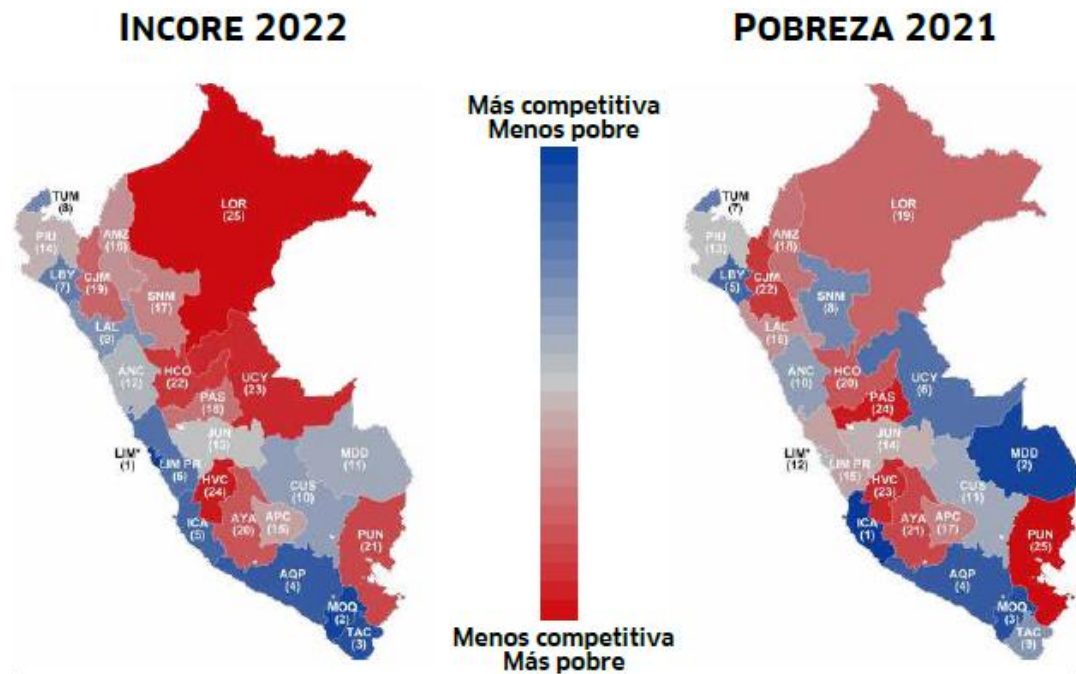 INCORE 2022
TUM
(8)
LOR
(25)
PIU
(14)
AMZ
(16)
LBY
(7)
CJM
(19)
SNM
(17)
LAL
(9)
ANC
(12)
HCO
(22)
UCY
(23)
PAS
(18)
JUN
(13)
LIM*
(1)
LIM PR
(6)
MDD
(11)
HVC
(24)
CUS
(10)
ICA
(5)
AYA
(20)
APC
(15)
PUN
(21)
AQP
(4)
MOQ
(2)
TAC
(3)
Más competitiva
Menos pobre
Menos competitiva
Más pobre
POBREZA 2021
TUM
(7)
LOR
(19)
PIU
(13)
AMZ
(18)
LBY
(5)
CJM
(22)
SNM
(8)
LAL
(16)
ANC
(10)
HCO
(20)
UCY
(6)
PAS
(24)
JUN
(14)
LIM*
(12)
LIM PR
(15)
MDD
(2)
HVC
(23)
CUS
(11)
ICA
(1)
AYA
(21)
APC
(17)
PUN
(25)
AQP
(4)
MOQ
(3)
TAC
(9)